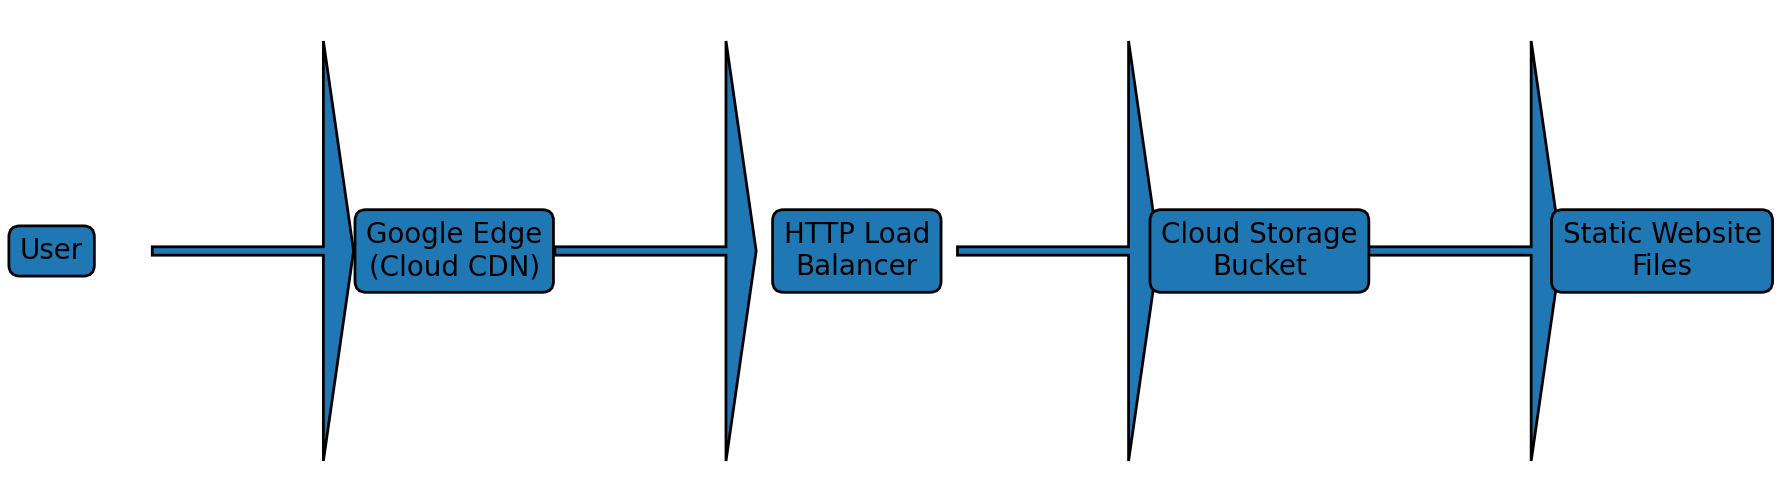 User
Google Edge
(Cloud CDN)
HTTP Load
Balancer
Cloud Storage
Bucket
Static Website
Files